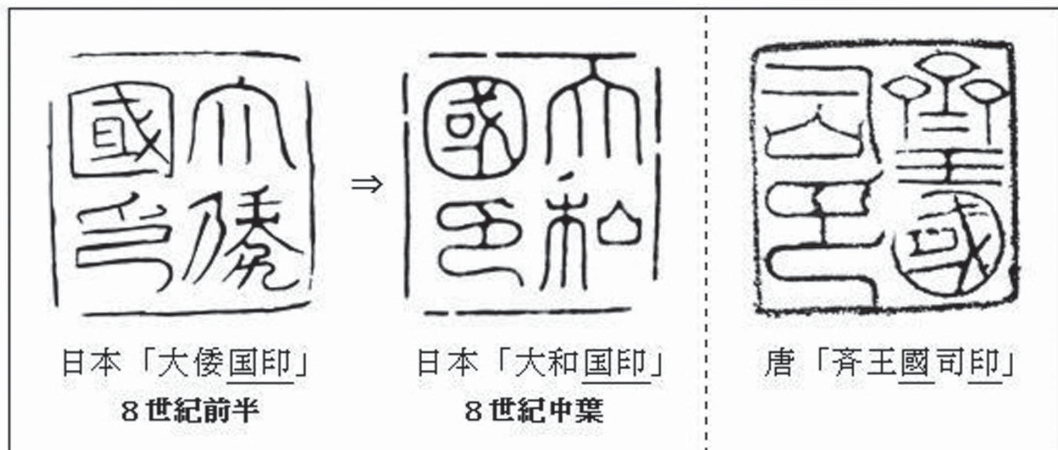 大倭國印
⇒
大和國印
齊王國司印
日本「大倭国印」
8世紀前半
日本「大和国印」
8世紀中葉
唐「斉王國司印」